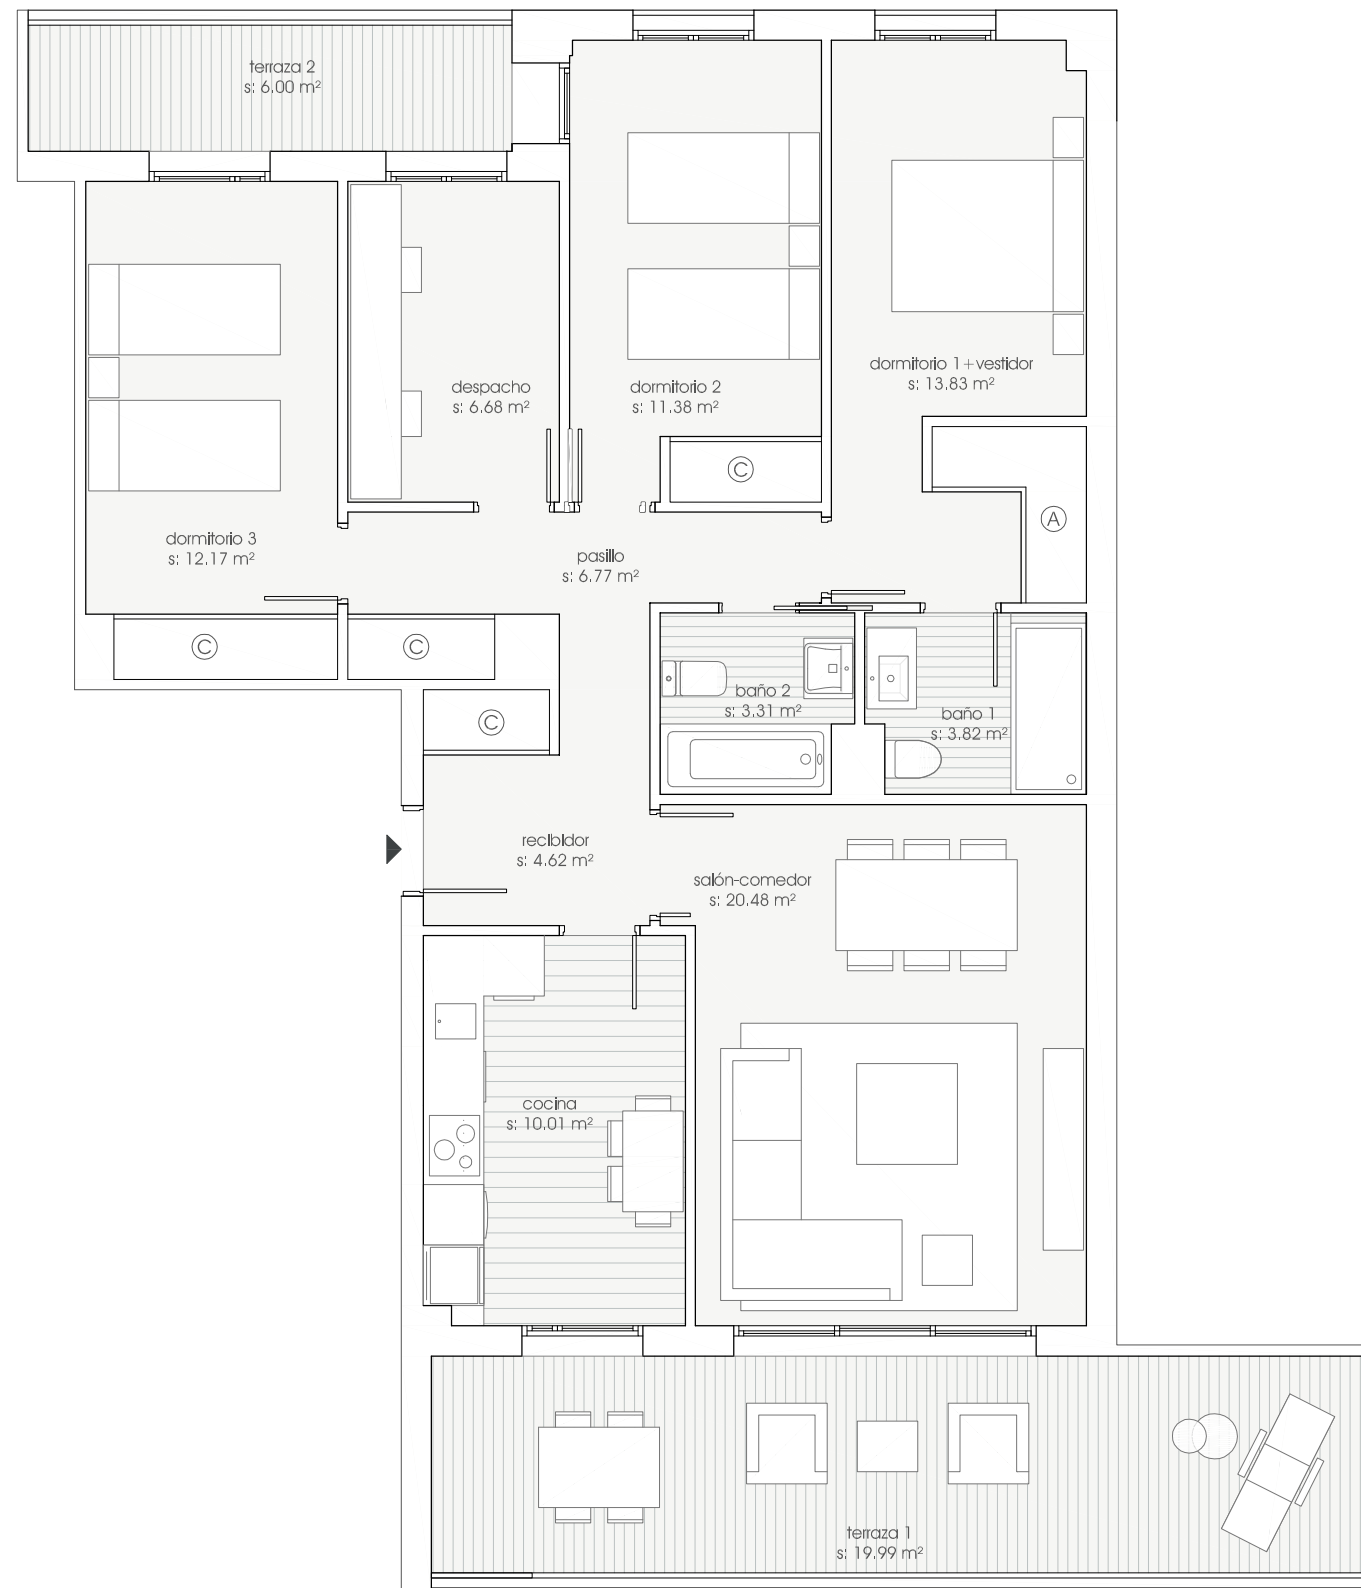 terraza 2
s: 6.00 m²
dormitorio 1+vestidor
s: 13.83 m²
despacho
s: 6.68 m²
dormitorio 2
s: 11.38 m²
C
A
dormitorio 3
s: 12.17 m²
pasillo
s: 6.77 m²
C
C
baño 2
s: 3.31 m²
baño 1
s: 3.82 m²
C
recibidor
s: 4.62 m²
salón-comedor
s: 20.48 m²
cocina
s: 10.01 m²
terraza 1
s: 19.99 m²